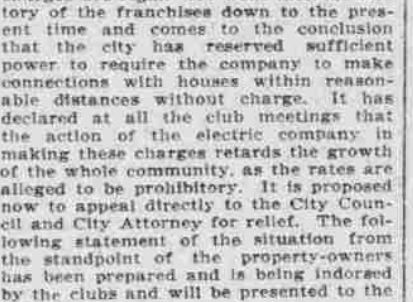 tory of the franchises down to the pres-
ent time and comes to the conclusion
that the city has reserved sufficient
power to require the company to make
connections with houses within reason-
able distances without charge. It has
declared at all the club meetings that
the action of the electric company in
making these charges retards the growth
of the whole community, as the rates are
alleged to be prohibitory. It is proposed
now to appeal directly to the City Coun-
cil and City Attorney for relief. The fol-
lowing statement of the situation from
the standpoint of the property-owners
has been prepared and is being indorsed
by the clubs and will be presented to the